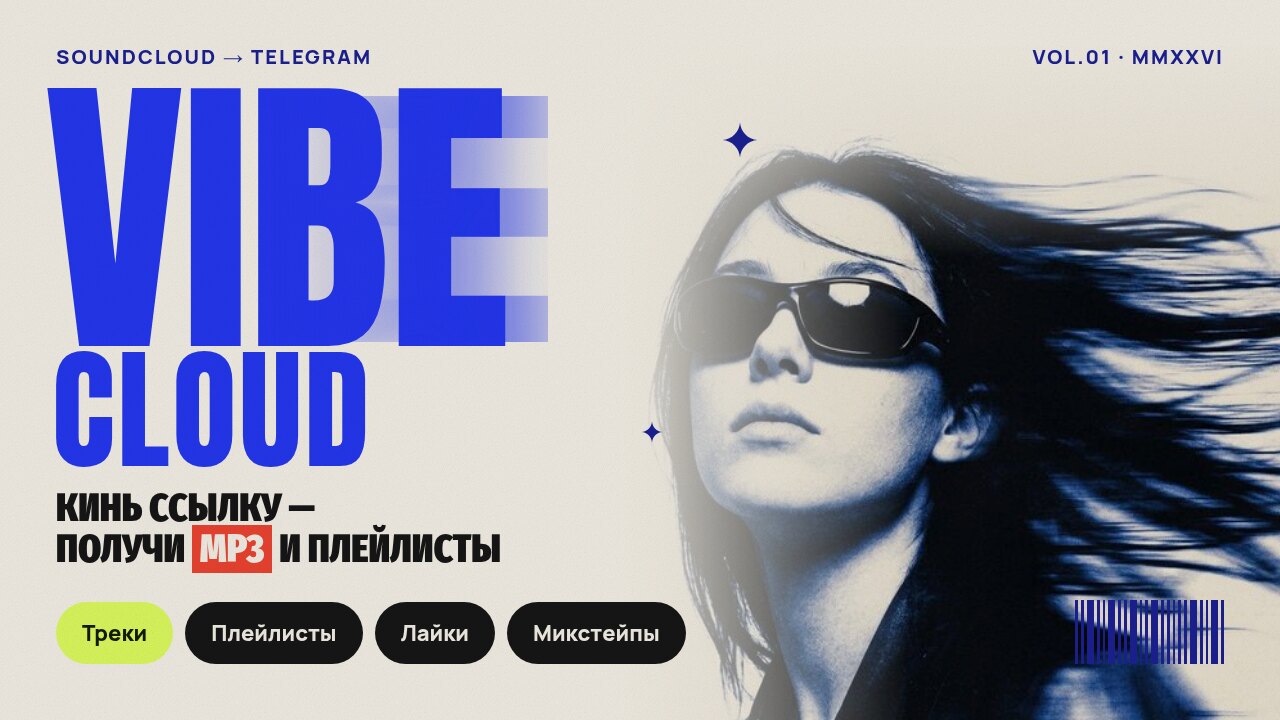 SOUNDCLOUD → TELEGRAM
VOL.01 · MMXXVI
VIBE
CLOUD
КИНЬ ССЫЛКУ —
ПОЛУЧИ MP3 И ПЛЕЙЛИСТЫ
Треки Плейлисты Лайки Микстейпы